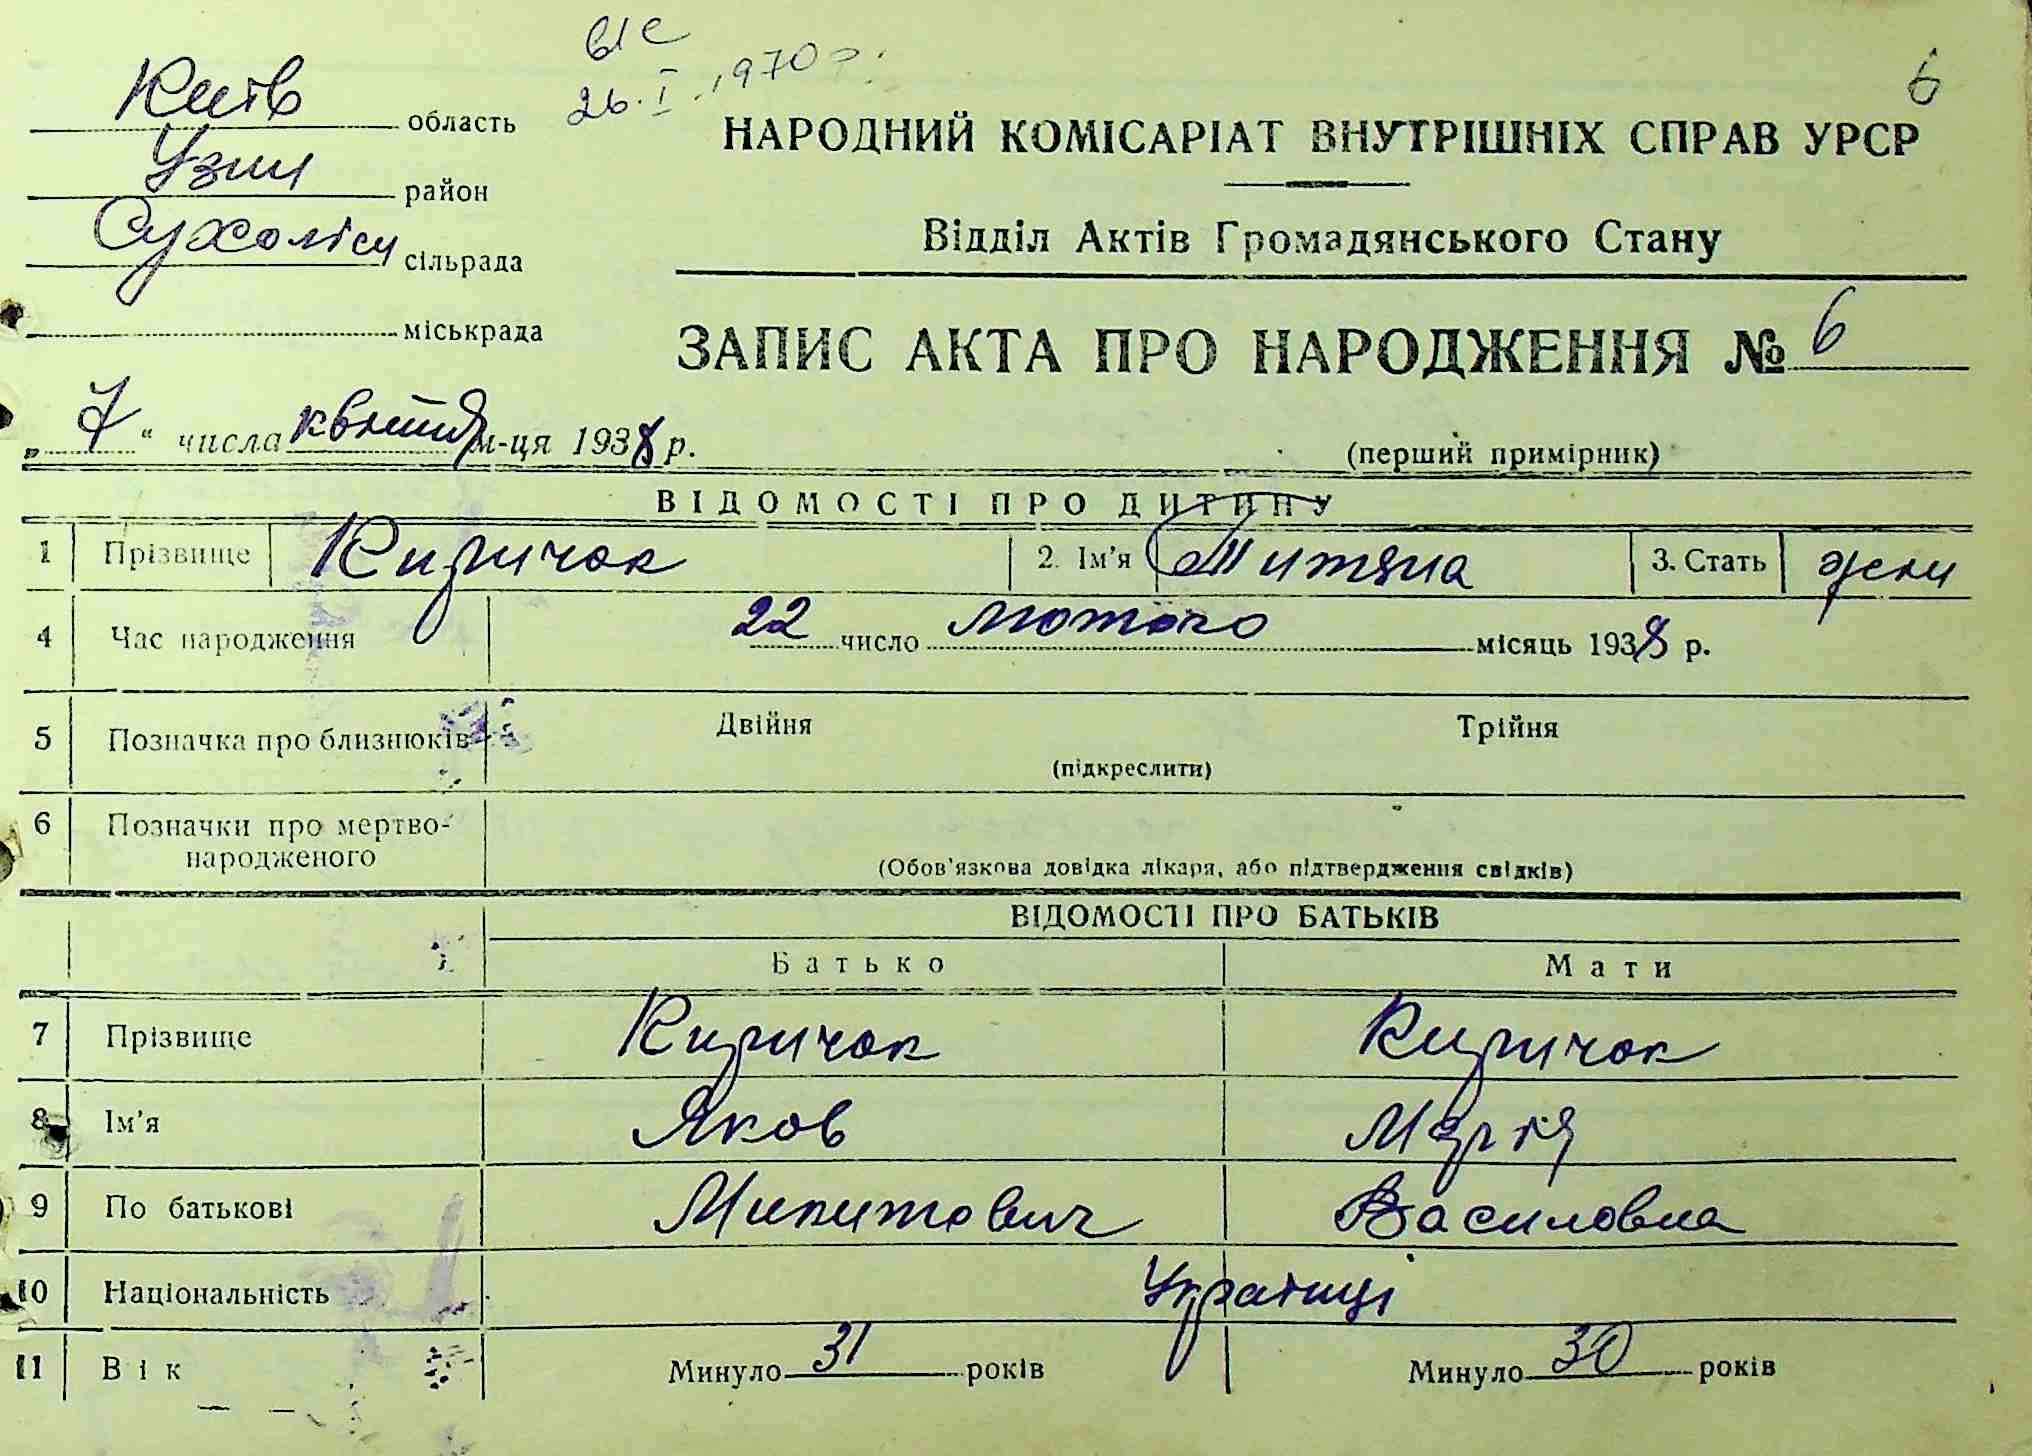 26. I. 1970 р.
6
Київ область
Узин район
Сухоліси сільрада
міськрада
НАРОДНИЙ КОМІСАРІАТ ВНУТРІШНІХ СПРАВ УРСР
Відділ Актів Громадянського Стану
ЗАПИС АКТА ПРО НАРОДЖЕННЯ № 6
„ 7 “ числа квітня м-ця 1938 р.
(перший примірник)
ВІДОМОСТІ ПРО ДИТИНУ
1 Прізвище Киричок 2. Ім'я Титяна 3. Стать жен
4 Час народження 22 число лютого місяць 1938 р.
5 Позначка про близнюків Двійня Трійня
(підкреслити)
6 Позначки про мертво-
народженого
(Обов'язкова довідка лікаря, або підтвердження свідків)
ВІДОМОСТІ ПРО БАТЬКІВ
Батько Мати
7 Прізвище Киричок Киричок
8 Ім'я Яков Марія
9 По батькові Микитович Василовна
10 Національність Українці
11 Вік Минуло 31 років Минуло 30 років